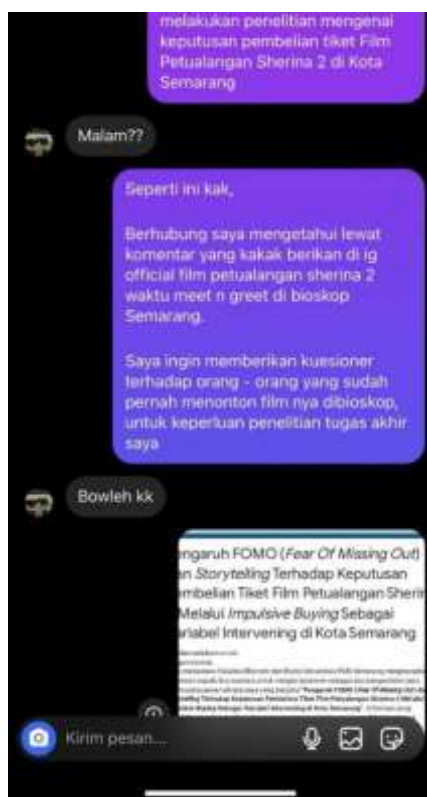 melakukan penelitian mengenai
keputusan pembelian tiket Film
Petualangan Sherina 2 di Kota
Semarang
Malam??
Seperti ini kak,
Berhubung saya mengetahui lewat
komentar yang kakak berikan di ig
official film petualangan sherina 2
waktu meet n greet di bioskop
Semarang.
Saya ingin memberikan kuesioner
terhadap orang - orang yang sudah
pernah menonton film nya dibioskop,
untuk keperluan penelitian tugas akhir
saya
Bowleh kk
engaruh FOMO (Fear Of Missing Out)
an Storytelling Terhadap Keputusan
embelian Tiket Film Petualangan Sherin
Melalui Impulsive Buying Sebagai
ariabel Intervening di Kota Semarang
Kirim pesan...